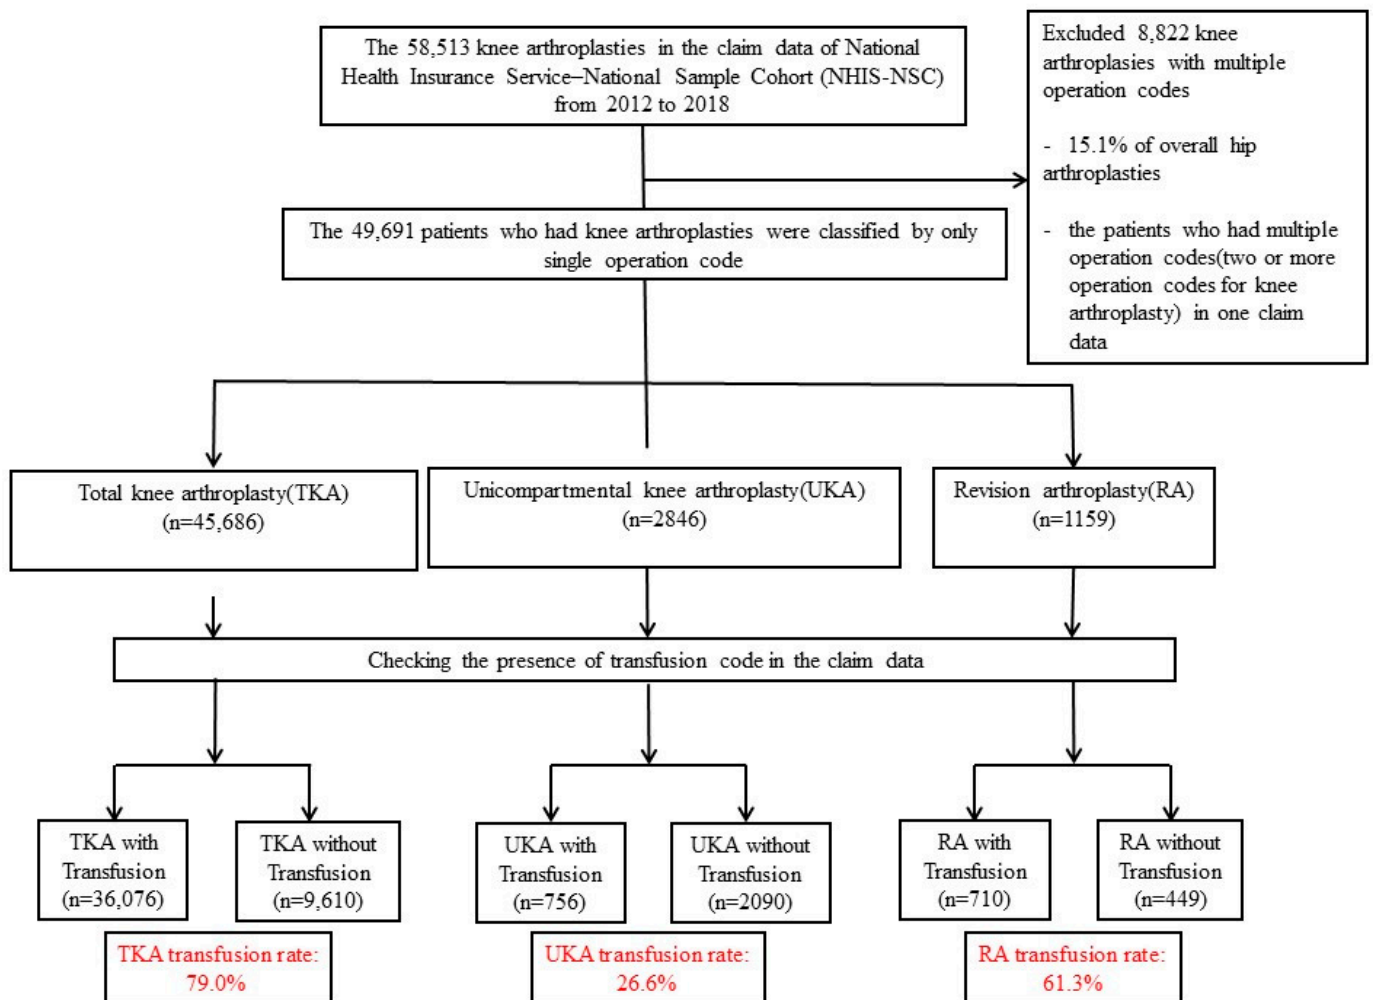 The 58,513 knee arthroplasties in the claim data of National
Health Insurance Service–National Sample Cohort (NHIS-NSC)
from 2012 to 2018
Excluded 8,822 knee
arthroplasies with multiple
operation codes
- 15.1% of overall hip
arthroplasties
- the patients who had multiple
operation codes(two or more
operation codes for knee
arthroplasty) in one claim
data
The 49,691 patients who had knee arthroplasties were classified by only
single operation code
Total knee arthroplasty(TKA)
(n=45,686)
Unicompartmental knee arthroplasty(UKA)
(n=2846)
Revision arthroplasty(RA)
(n=1159)
Checking the presence of transfusion code in the claim data
TKA with
Transfusion
(n=36,076)
TKA without
Transfusion
(n=9,610)
UKA with
Transfusion
(n=756)
UKA without
Transfusion
(n=2090)
RA with
Transfusion
(n=710)
RA without
Transfusion
(n=449)
TKA transfusion rate:
79.0%
UKA transfusion rate:
26.6%
RA transfusion rate:
61.3%